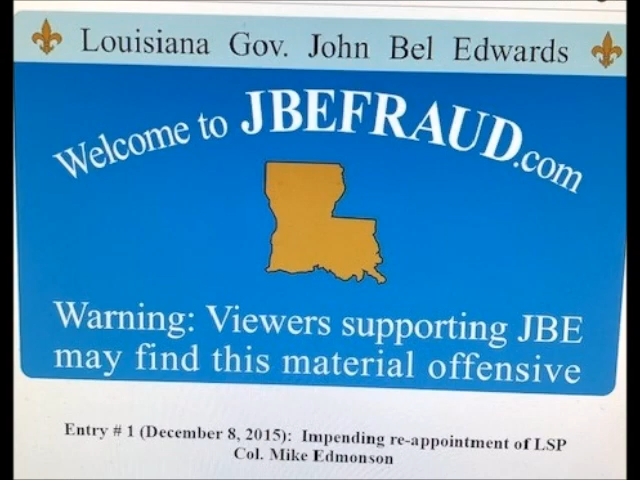 Louisiana Gov. John Bel Edwards
Welcome to JBEFRAUD.com
Warning: Viewers supporting JBE
may find this material offensive
Entry # 1 (December 8, 2015): Impending re-appointment of LSP
Col. Mike Edmonson